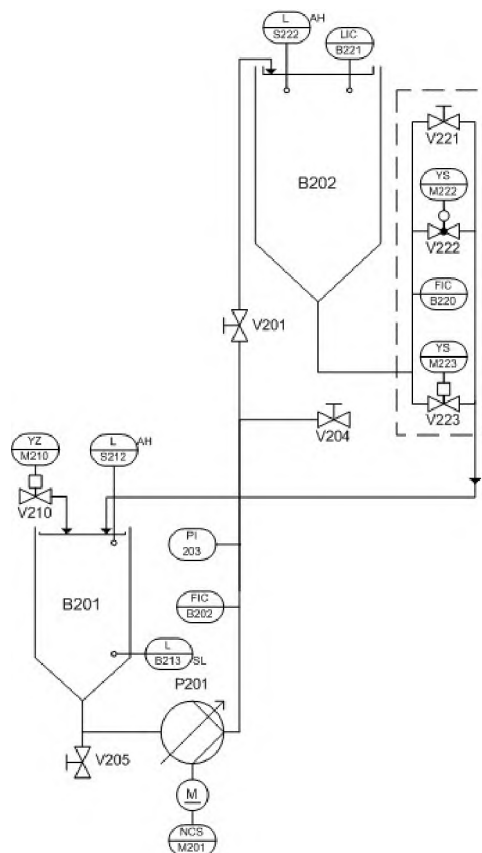 L
AH
S222
LIC
B221
V221
B202
YS
M222
V222
FIC
B220
V201
YS
M223
V223
V204
YZ
M210
L
AH
S212
V210
PI
203
B201
FIC
B202
L
B213
SL
P201
V205
M
NCS
M201